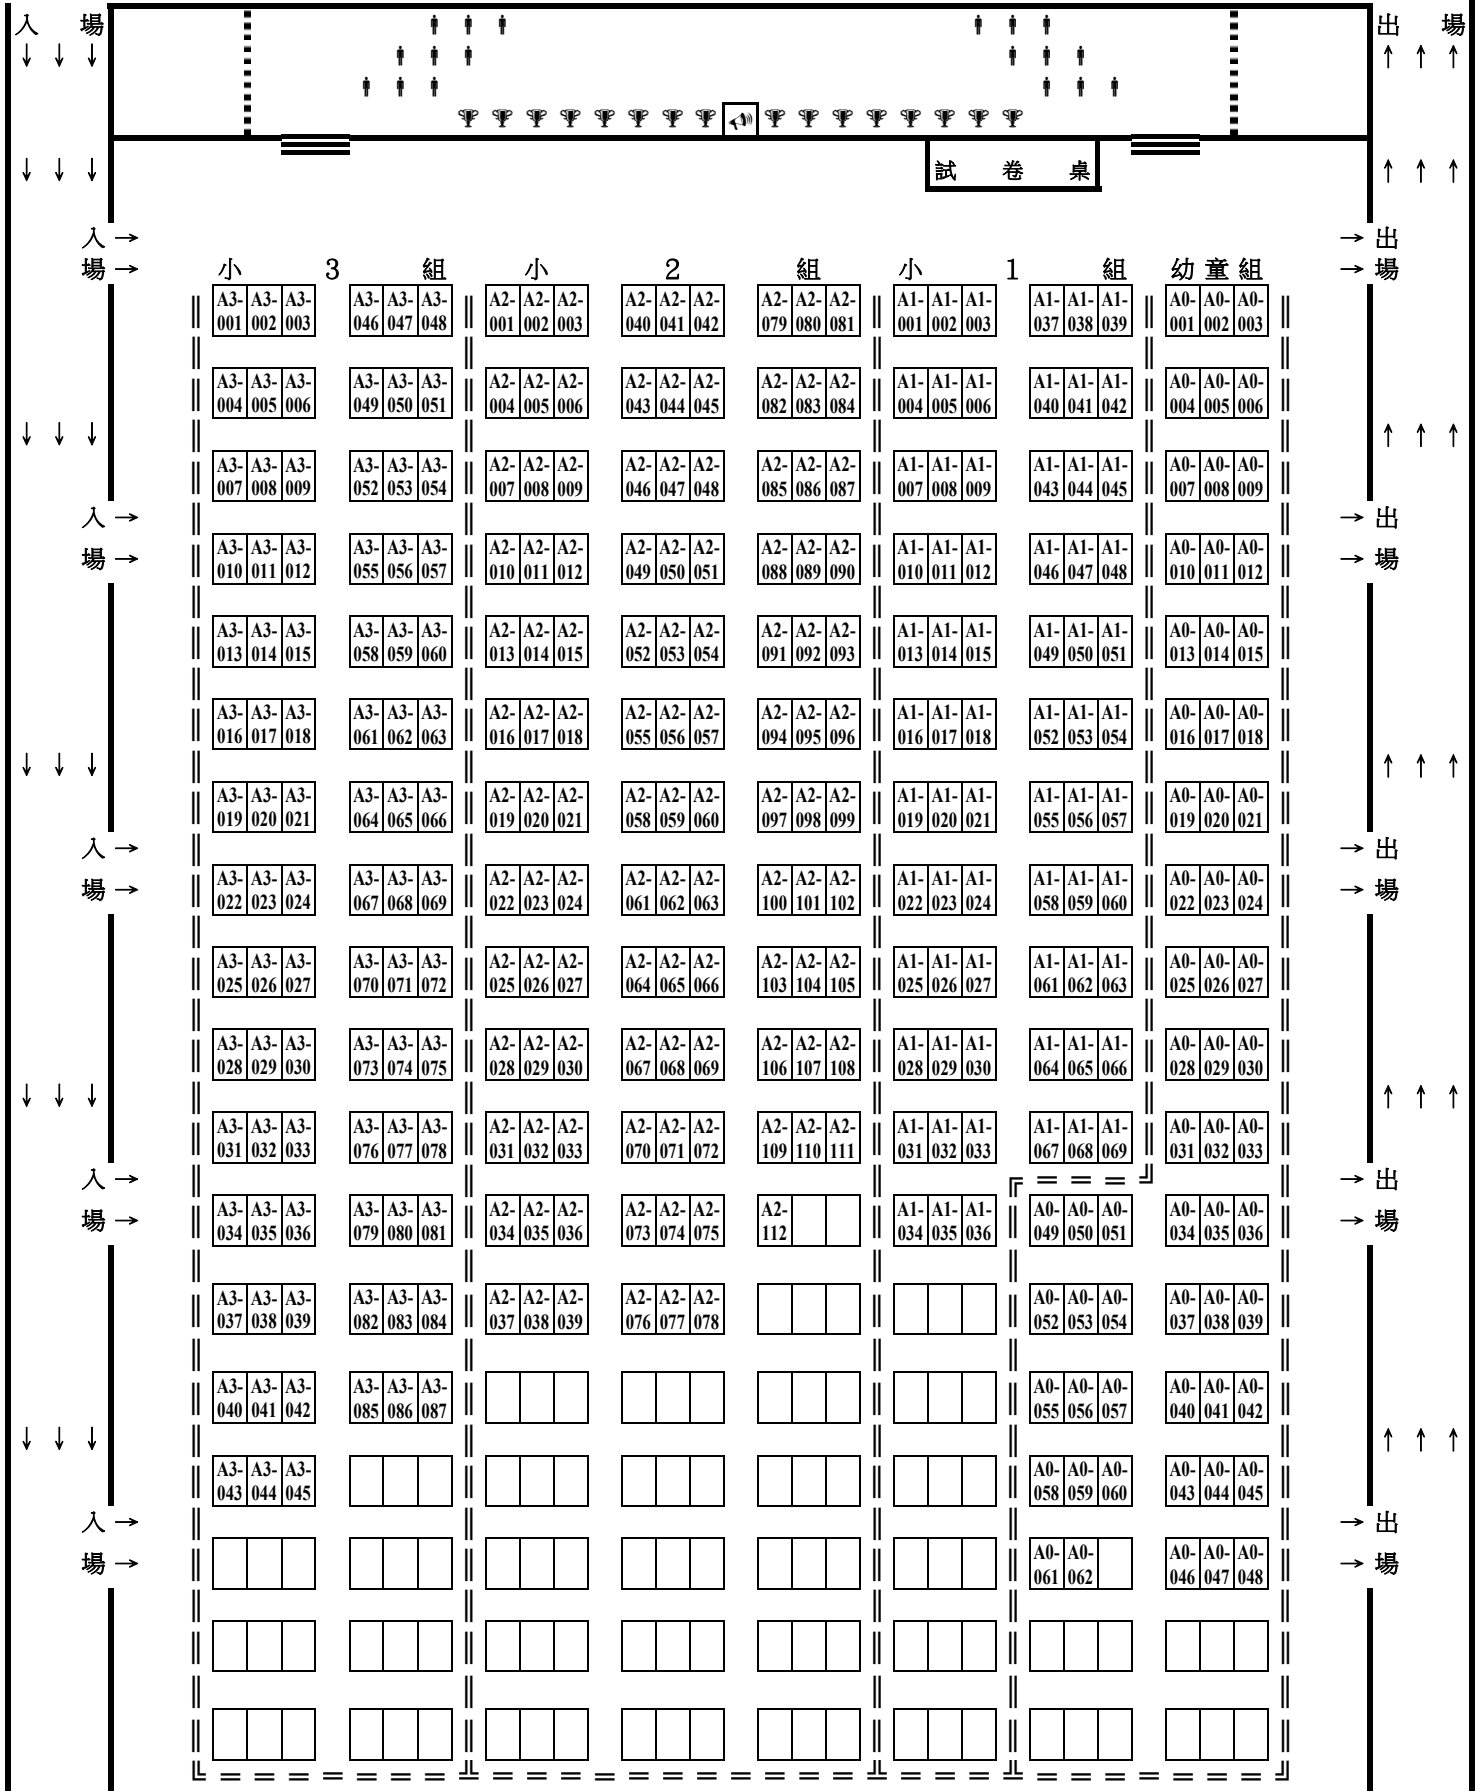 入 場 出 場
試 卷 桌
入 出
場 場
小 3 組 小 2 組 小 1 組 幼童組
A3- A3- A3- A3- A3- A3- A2- A2- A2- A2- A2- A2- A2- A2- A2- A1- A1- A1- A1- A1- A1- A0- A0- A0-
001 002 003 046 047 048 001 002 003 040 041 042 079 080 081 001 002 003 037 038 039 001 002 003
A3- A3- A3- A3- A3- A3- A2- A2- A2- A2- A2- A2- A2- A2- A2- A1- A1- A1- A1- A1- A1- A0- A0- A0-
004 005 006 049 050 051 004 005 006 043 044 045 082 083 084 004 005 006 040 041 042 004 005 006
A3- A3- A3- A3- A3- A3- A2- A2- A2- A2- A2- A2- A2- A2- A2- A1- A1- A1- A1- A1- A1- A0- A0- A0-
007 008 009 052 053 054 007 008 009 046 047 048 085 086 087 007 008 009 043 044 045 007 008 009
入 出
A3- A3- A3- A3- A3- A3- A2- A2- A2- A2- A2- A2- A2- A2- A2- A1- A1- A1- A1- A1- A1- A0- A0- A0-
場 場
010 011 012 055 056 057 010 011 012 049 050 051 088 089 090 010 011 012 046 047 048 010 011 012
A3- A3- A3- A3- A3- A3- A2- A2- A2- A2- A2- A2- A2- A2- A2- A1- A1- A1- A1- A1- A1- A0- A0- A0-
013 014 015 058 059 060 013 014 015 052 053 054 091 092 093 013 014 015 049 050 051 013 014 015
A3- A3- A3- A3- A3- A3- A2- A2- A2- A2- A2- A2- A2- A2- A2- A1- A1- A1- A1- A1- A1- A0- A0- A0-
016 017 018 061 062 063 016 017 018 055 056 057 094 095 096 016 017 018 052 053 054 016 017 018
A3- A3- A3- A3- A3- A3- A2- A2- A2- A2- A2- A2- A2- A2- A2- A1- A1- A1- A1- A1- A1- A0- A0- A0-
019 020 021 064 065 066 019 020 021 058 059 060 097 098 099 019 020 021 055 056 057 019 020 021
入 出
A3- A3- A3- A3- A3- A3- A2- A2- A2- A2- A2- A2- A2- A2- A2- A1- A1- A1- A1- A1- A1- A0- A0- A0-
場 場
022 023 024 067 068 069 022 023 024 061 062 063 100 101 102 022 023 024 058 059 060 022 023 024
A3- A3- A3- A3- A3- A3- A2- A2- A2- A2- A2- A2- A2- A2- A2- A1- A1- A1- A1- A1- A1- A0- A0- A0-
025 026 027 070 071 072 025 026 027 064 065 066 103 104 105 025 026 027 061 062 063 025 026 027
A3- A3- A3- A3- A3- A3- A2- A2- A2- A2- A2- A2- A2- A2- A2- A1- A1- A1- A1- A1- A1- A0- A0- A0-
028 029 030 073 074 075 028 029 030 067 068 069 106 107 108 028 029 030 064 065 066 028 029 030
A3- A3- A3- A3- A3- A3- A2- A2- A2- A2- A2- A2- A2- A2- A2- A1- A1- A1- A1- A1- A1- A0- A0- A0-
031 032 033 076 077 078 031 032 033 070 071 072 109 110 111 031 032 033 067 068 069 031 032 033
入 出
A3- A3- A3- A3- A3- A3- A2- A2- A2- A2- A2- A2- A2- A1- A1- A1- A0- A0- A0- A0- A0- A0-
場 場
034 035 036 079 080 081 034 035 036 073 074 075 112 034 035 036 049 050 051 034 035 036
A3- A3- A3- A3- A3- A3- A2- A2- A2- A2- A2- A2- A0- A0- A0- A0- A0- A0-
037 038 039 082 083 084 037 038 039 076 077 078 052 053 054 037 038 039
A3- A3- A3- A3- A3- A3- A0- A0- A0- A0- A0- A0-
040 041 042 085 086 087 055 056 057 040 041 042
A3- A3- A3- A0- A0- A0- A0- A0- A0-
043 044 045 058 059 060 043 044 045
入 出
A0- A0- A0- A0- A0-
場 場
061 062 046 047 048